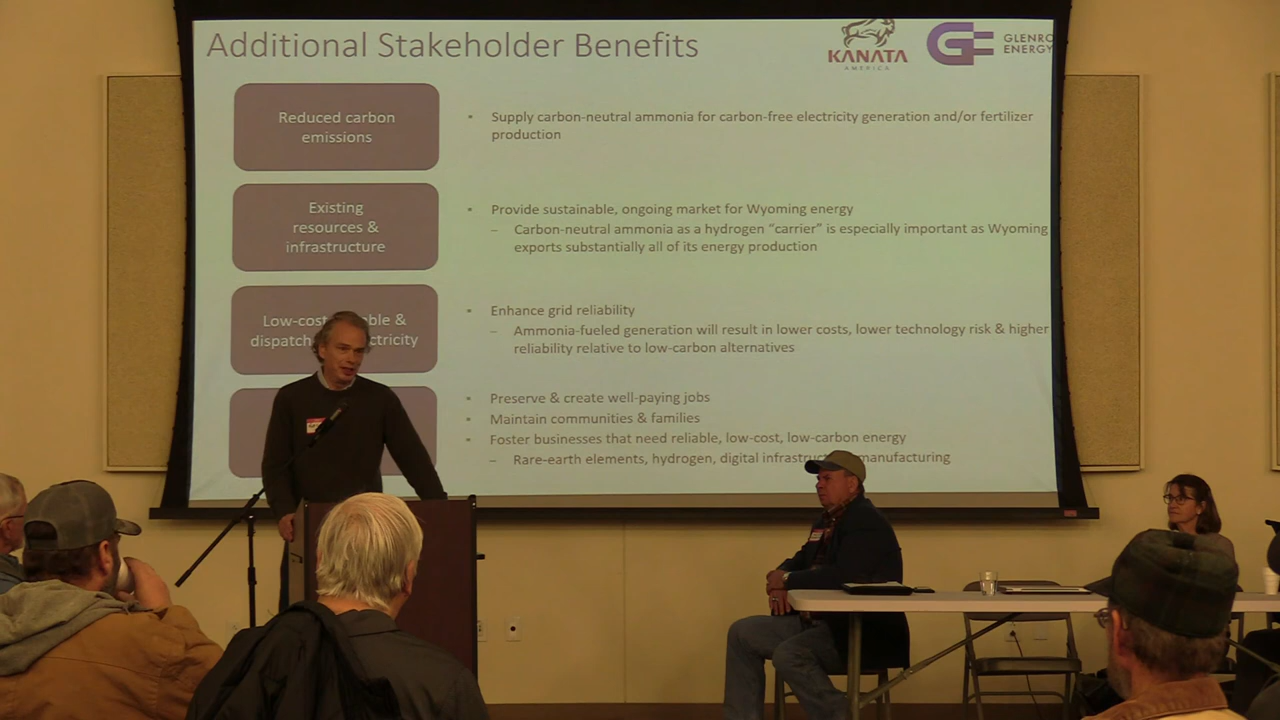 Additional Stakeholder Benefits
KANATA
AMERICA
GE
GLENRO
ENERGY
Reduced carbon
emissions
▪ Supply carbon-neutral ammonia for carbon-free electricity generation and/or fertilizer
production
Existing
resources &
infrastructure
▪ Provide sustainable, ongoing market for Wyoming energy
– Carbon-neutral ammonia as a hydrogen "carrier" is especially important as Wyoming
exports substantially all of its energy production
Low-cost &
▪ Enhance grid reliability
– Ammonia-fueled generation will result in lower costs, lower technology risk & higher
reliability relative to low-carbon alternatives
▪ Preserve & create well-paying jobs
▪ Maintain communities & families
▪ Foster businesses that need reliable, low-cost, low-carbon energy
– Rare-earth elements, hydrogen, digital manufacturing